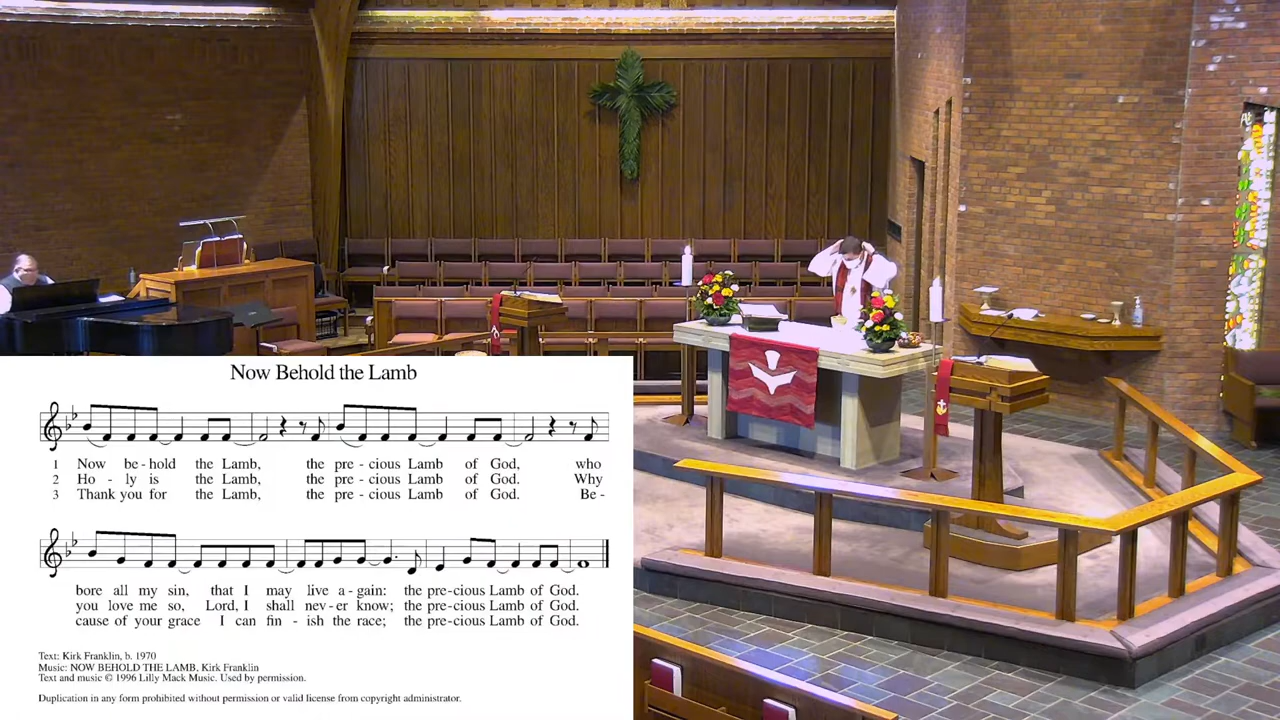 Now Behold the Lamb
1 Now be - hold the Lamb, the pre - cious Lamb of God, who
2 Ho - ly is the Lamb, the pre - cious Lamb of God. Why
3 Thank you for the Lamb, the pre - cious Lamb of God. Be -
bore all my sin, that I may live a - gain: the pre - cious Lamb of God.
you love me so, Lord, I shall nev - er know; the pre - cious Lamb of God.
cause of your grace I can fin - ish the race; the pre - cious Lamb of God.
Text: Kirk Franklin, b. 1970
Music: NOW BEHOLD THE LAMB, Kirk Franklin
Text and music © 1996 Lilly Mack Music. Used by permission.
Duplication in any form prohibited without permission or valid license from copyright administrator.